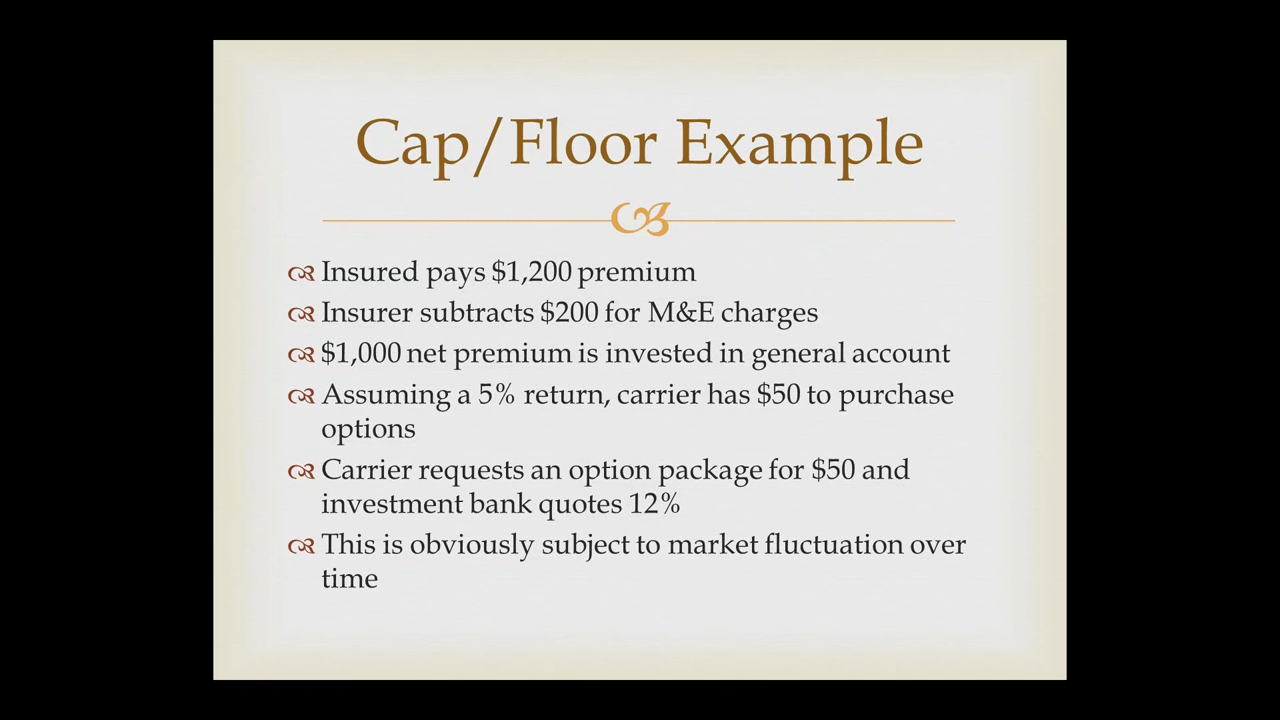 Cap/Floor Example
Insured pays $1,200 premium
Insurer subtracts $200 for M&E charges
$1,000 net premium is invested in general account
Assuming a 5% return, carrier has $50 to purchase
options
Carrier requests an option package for $50 and
investment bank quotes 12%
This is obviously subject to market fluctuation over
time